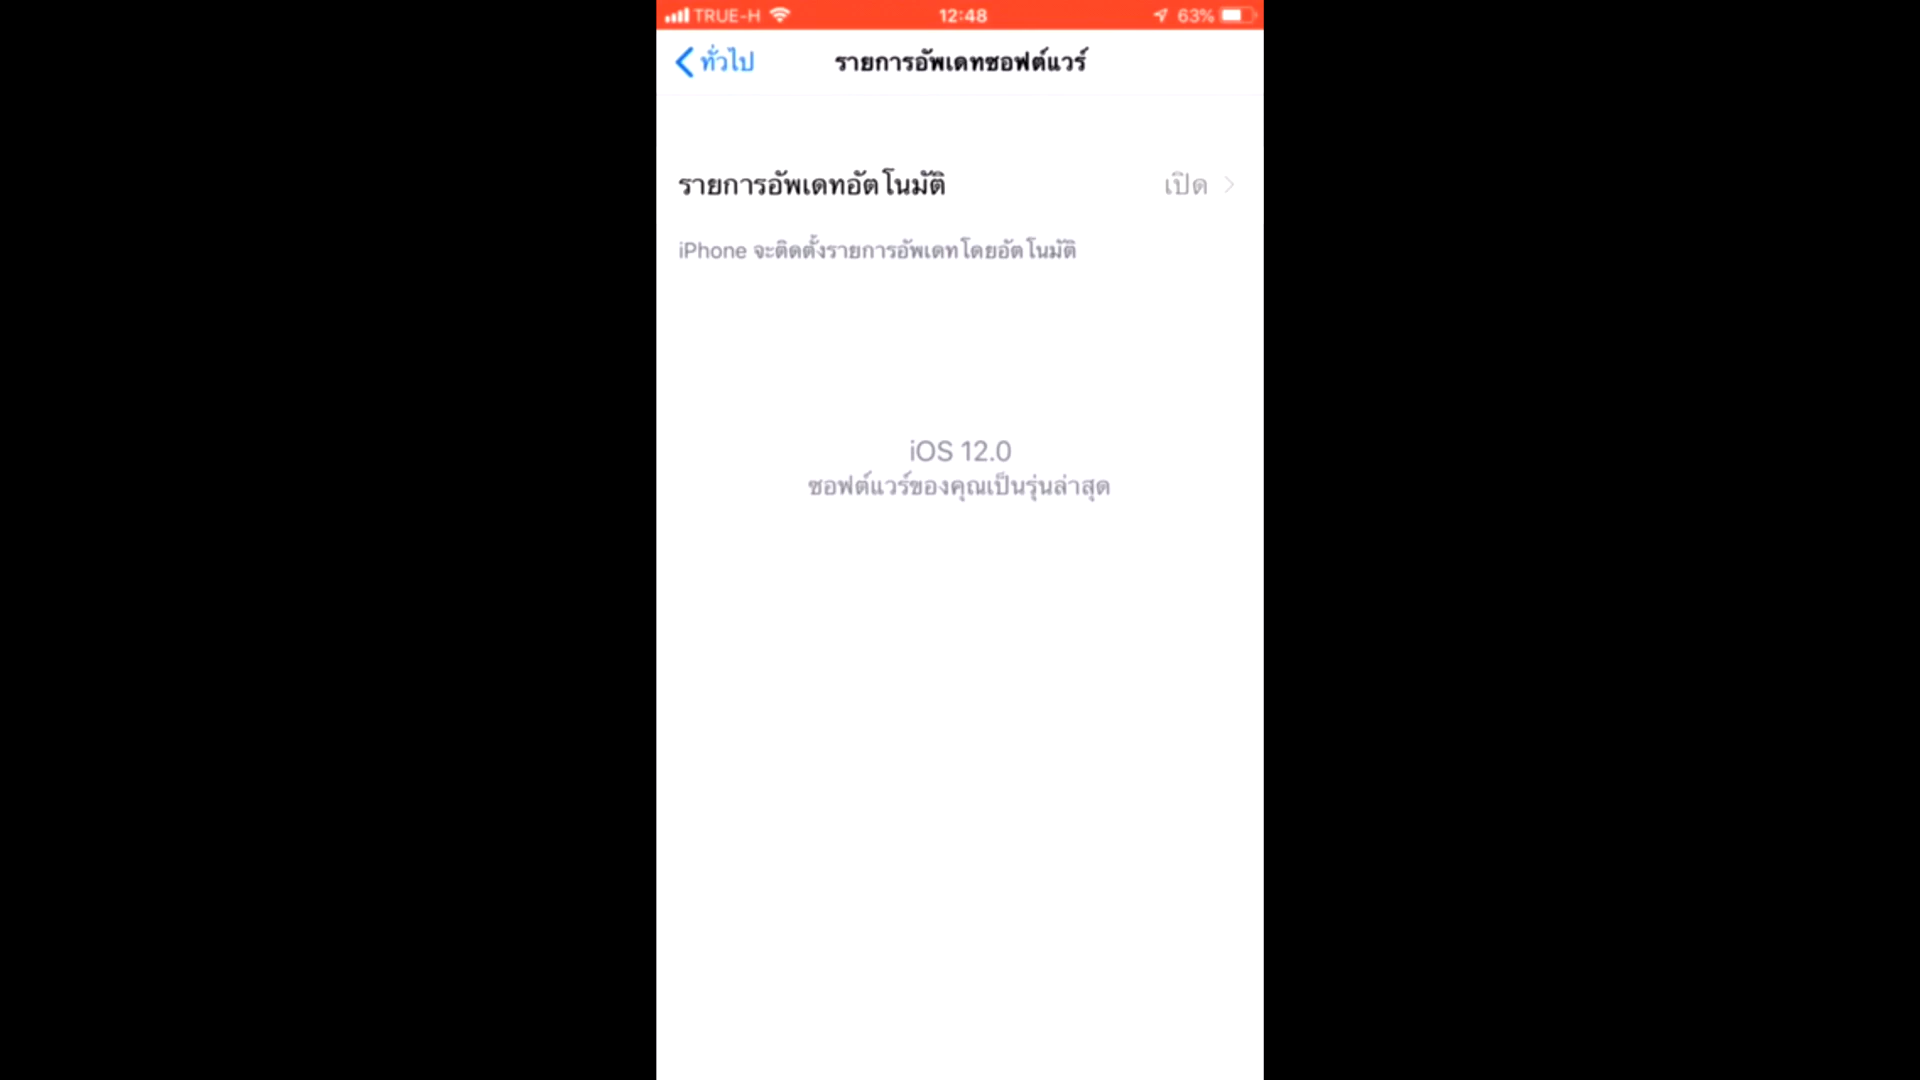 TRUE-H 12:48 63%
ทั่วไป รายการอัพเดทซอฟต์แวร์
รายการอัพเดทอัตโนมัติ เปิด
iPhone จะติดตั้งรายการอัพเดทโดยอัตโนมัติ
iOS 12.0
ซอฟต์แวร์ของคุณเป็นรุ่นล่าสุด